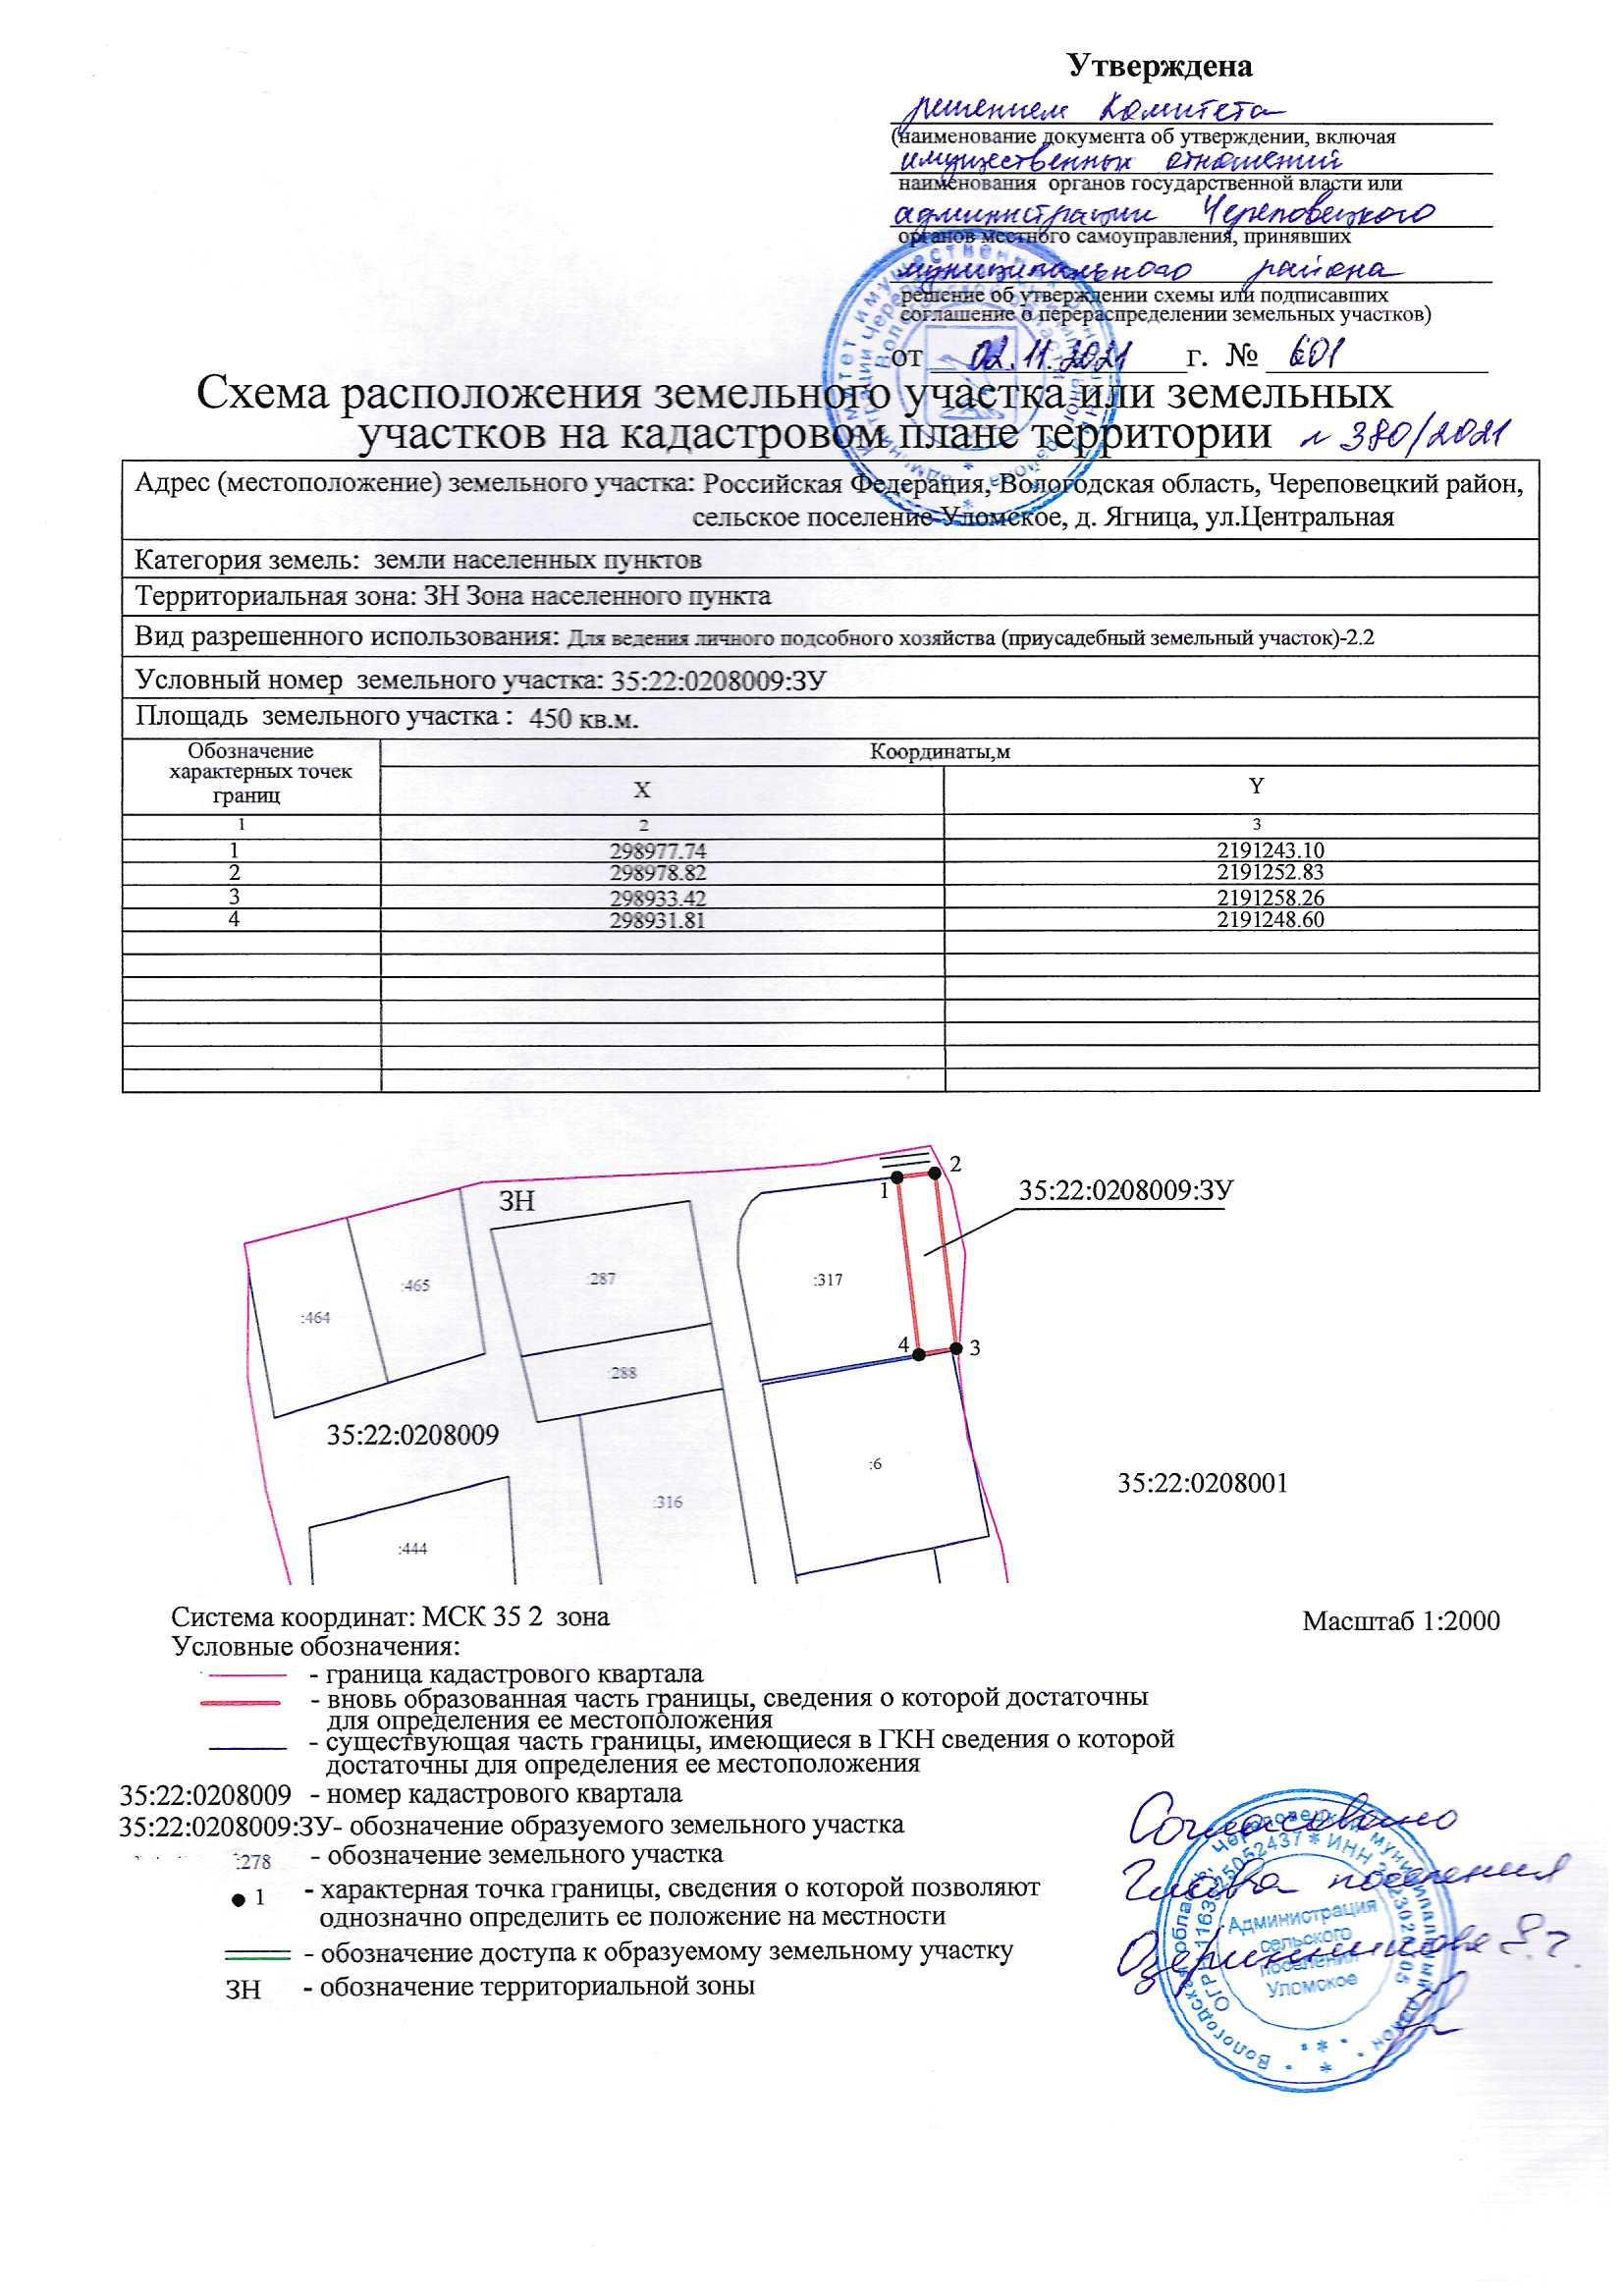 Утверждена
решением Комитета
(наименование документа об утверждении, включая
имущественных отношений
наименования органов государственной власти или
администрации Череповецкого
органов местного самоуправления, принявших
муниципального района
решение об утверждении схемы или подписавших
соглашение о перераспределении земельных участков)
от 02.11.2021 г. № 601
Схема расположения земельного участка или земельных
участков на кадастровом плане территории № 380/2021
Адрес (местоположение) земельного участка: Российская Федерация, Вологодская область, Череповецкий район,
сельское поселение Уломское, д. Ягница, ул.Центральная
Категория земель: земли населенных пунктов
Территориальная зона: ЗН Зона населенного пункта
Вид разрешенного использования: Для ведения личного подсобного хозяйства (приусадебный земельный участок)-2.2
Условный номер земельного участка: 35:22:0208009:ЗУ
Площадь земельного участка : 450 кв.м.
Обозначение характерных точек границ
Координаты,м
X Y
1 2 3
1 298977.74 2191243.10
2 298978.82 2191252.83
3 298933.42 2191258.26
4 298931.81 2191248.60
2
1
35:22:0208009:ЗУ
ЗН
:287
:317
:465
:464
4 3
:288
35:22:0208009
:6
35:22:0208001
:316
:444
Система координат: МСК 35 2 зона
Масштаб 1:2000
Условные обозначения:
- граница кадастрового квартала
- вновь образованная часть границы, сведения о которой достаточны
для определения ее местоположения
- существующая часть границы, имеющиеся в ГКН сведения о которой
достаточны для определения ее местоположения
35:22:0208009 - номер кадастрового квартала
35:22:0208009:ЗУ- обозначение образуемого земельного участка
:278 - обозначение земельного участка
1 - характерная точка границы, сведения о которой позволяют
однозначно определить ее положение на местности
- обозначение доступа к образуемому земельному участку
ЗН - обозначение территориальной зоны
Согласовано
Глава поселения
Администрация
сельского
поселения
Уломское